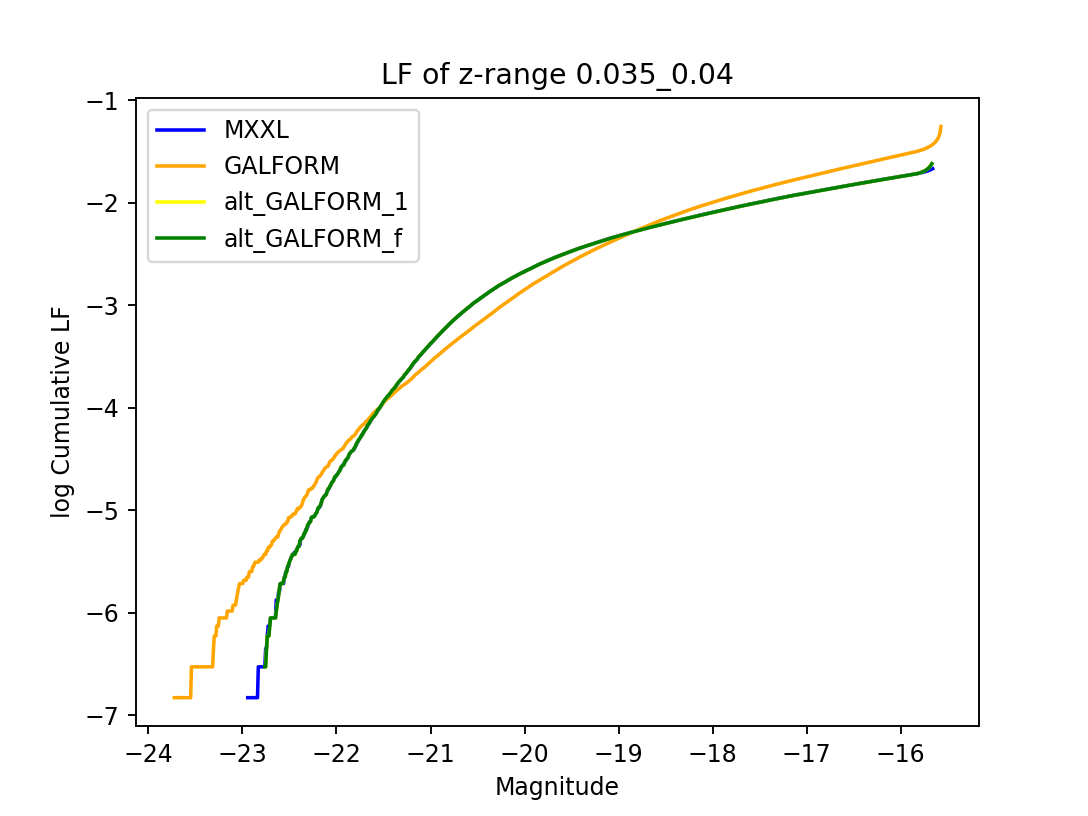 LF of z-range 0.035_0.04
MXXL
GALFORM
alt_GALFORM_1
alt_GALFORM_f
log Cumulative LF
−1
−2
−3
−4
−5
−6
−7
−24 −23 −22 −21 −20 −19 −18 −17 −16
Magnitude